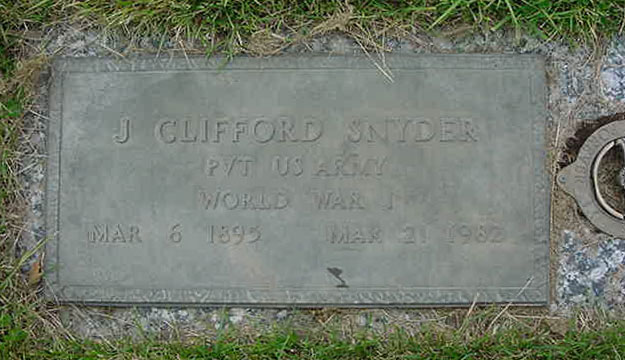 J CLIFFORD SNYDER
PVT US ARMY
WORLD WAR I
MAR 6 1895 MAR 21 1982